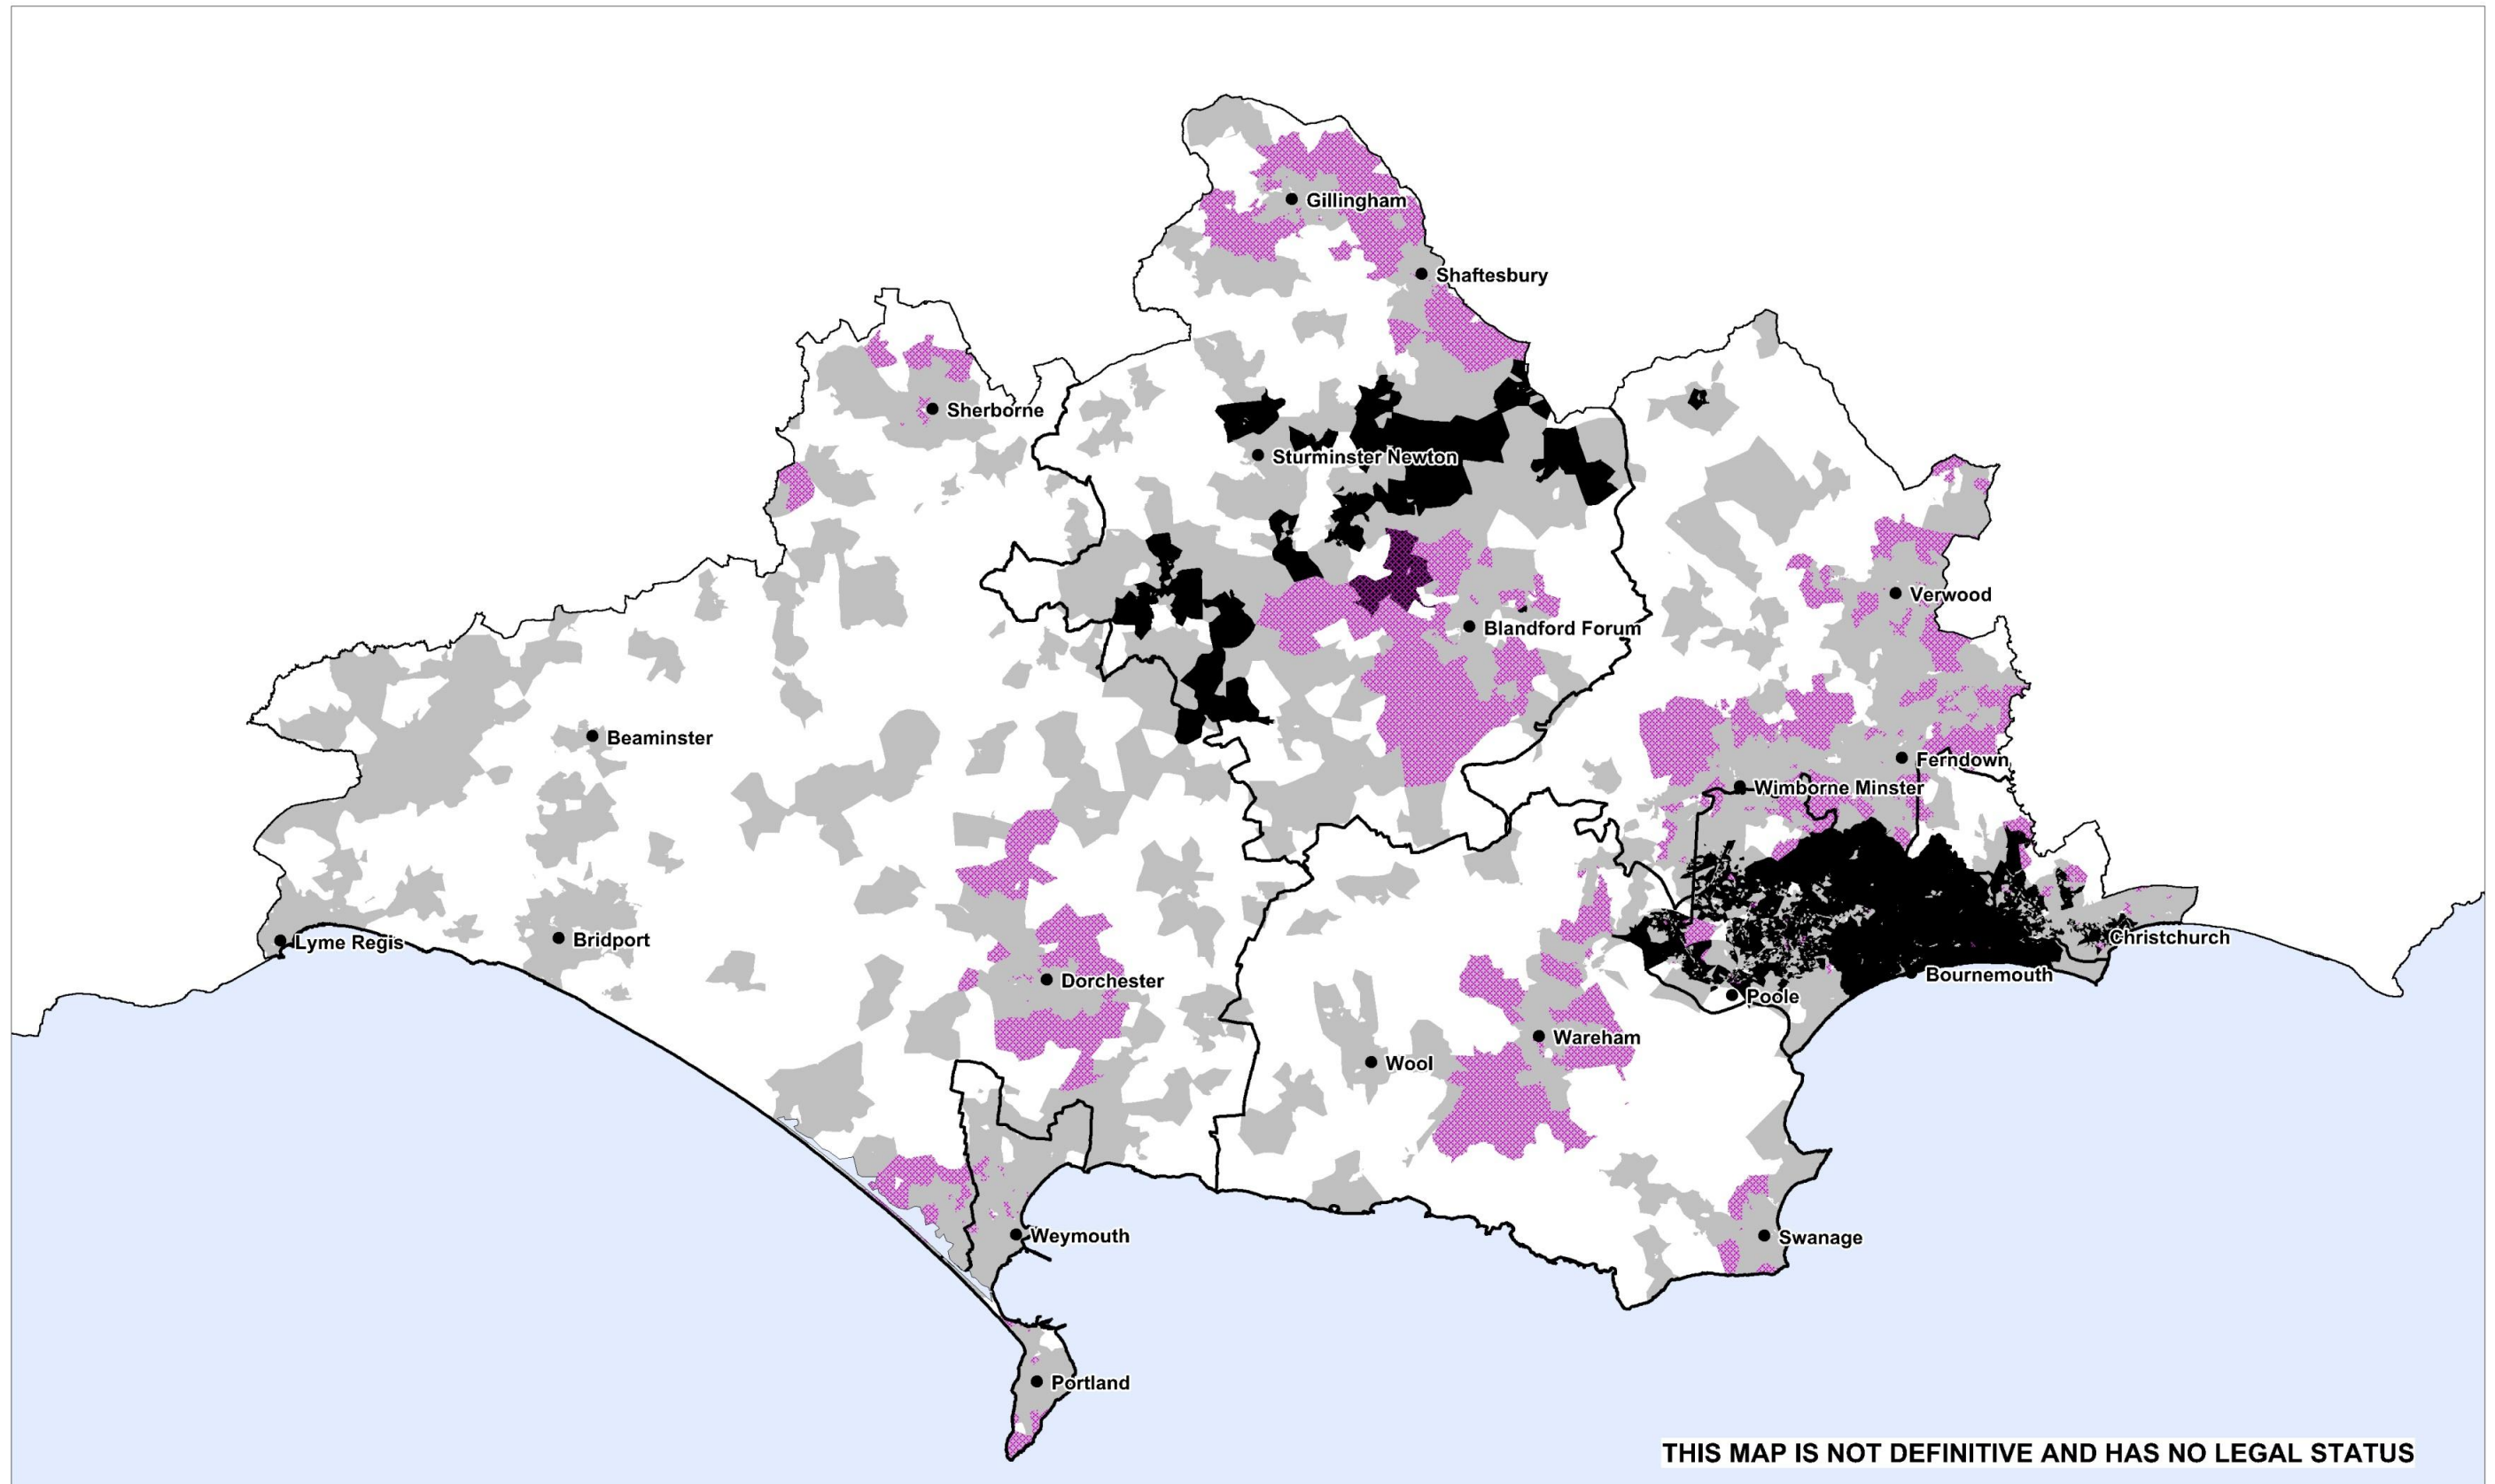 Gillingham
Shaftesbury
Sherborne
Sturminster Newton
Verwood
Blandford Forum
Beaminster
Ferndown
Wimborne Minster
Lyme Regis
Bridport
Christchurch
Dorchester
Bournemouth
Poole
Wareham
Wool
Weymouth
Swanage
Portland
THIS MAP IS NOT DEFINITIVE AND HAS NO LEGAL STATUS